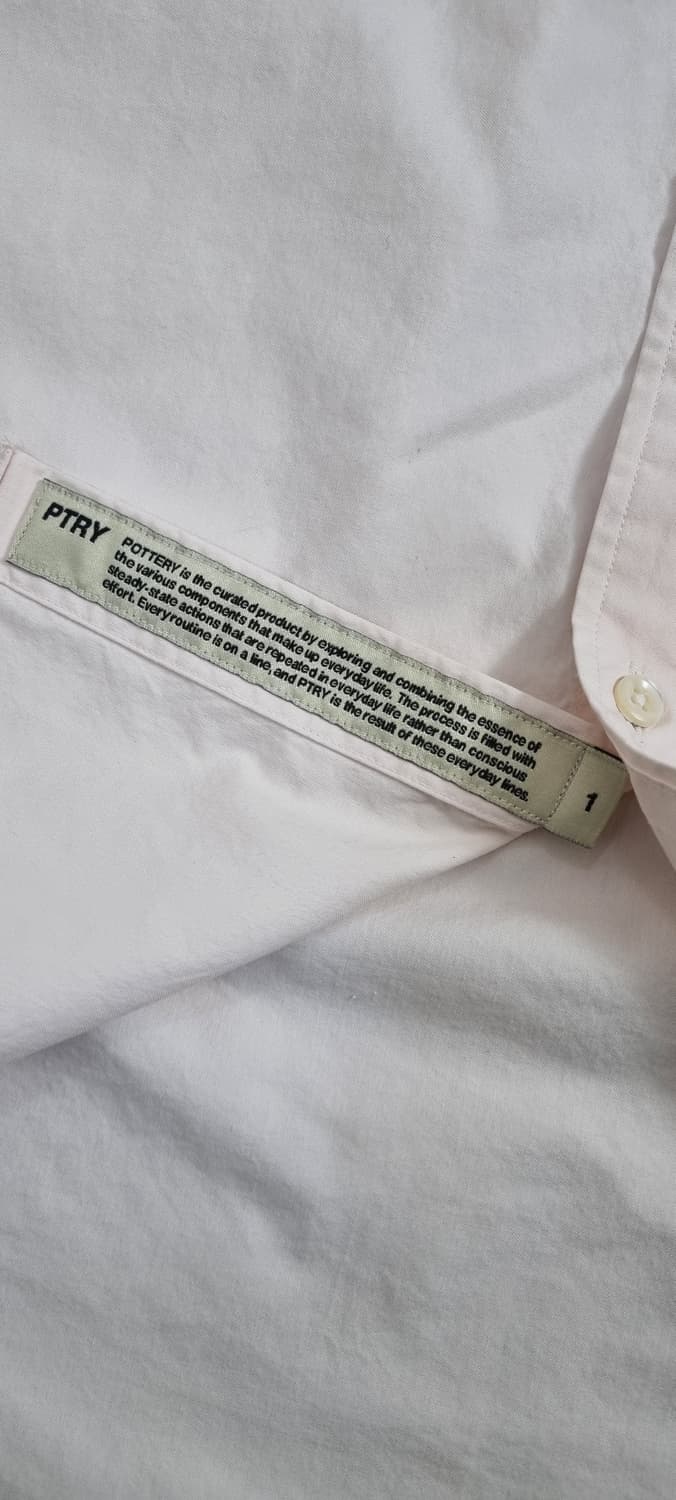 PTRY
POTTERY is the curated product by exploring and combining the essence of
the various components that make up everyday life. The process is filled with
steady-state actions that are repeated in everyday life rather than conscious
effort. Every routine is on a line, and PTRY is the result of these everyday lines.
1